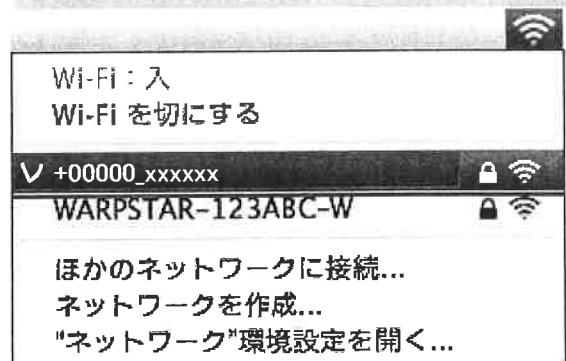 Wi-Fi：入
Wi-Fi を切にする
+00000_xxxxxx
WARPSTAR-123ABC-W
ほかのネットワークに接続...
ネットワークを作成...
"ネットワーク"環境設定を開く...